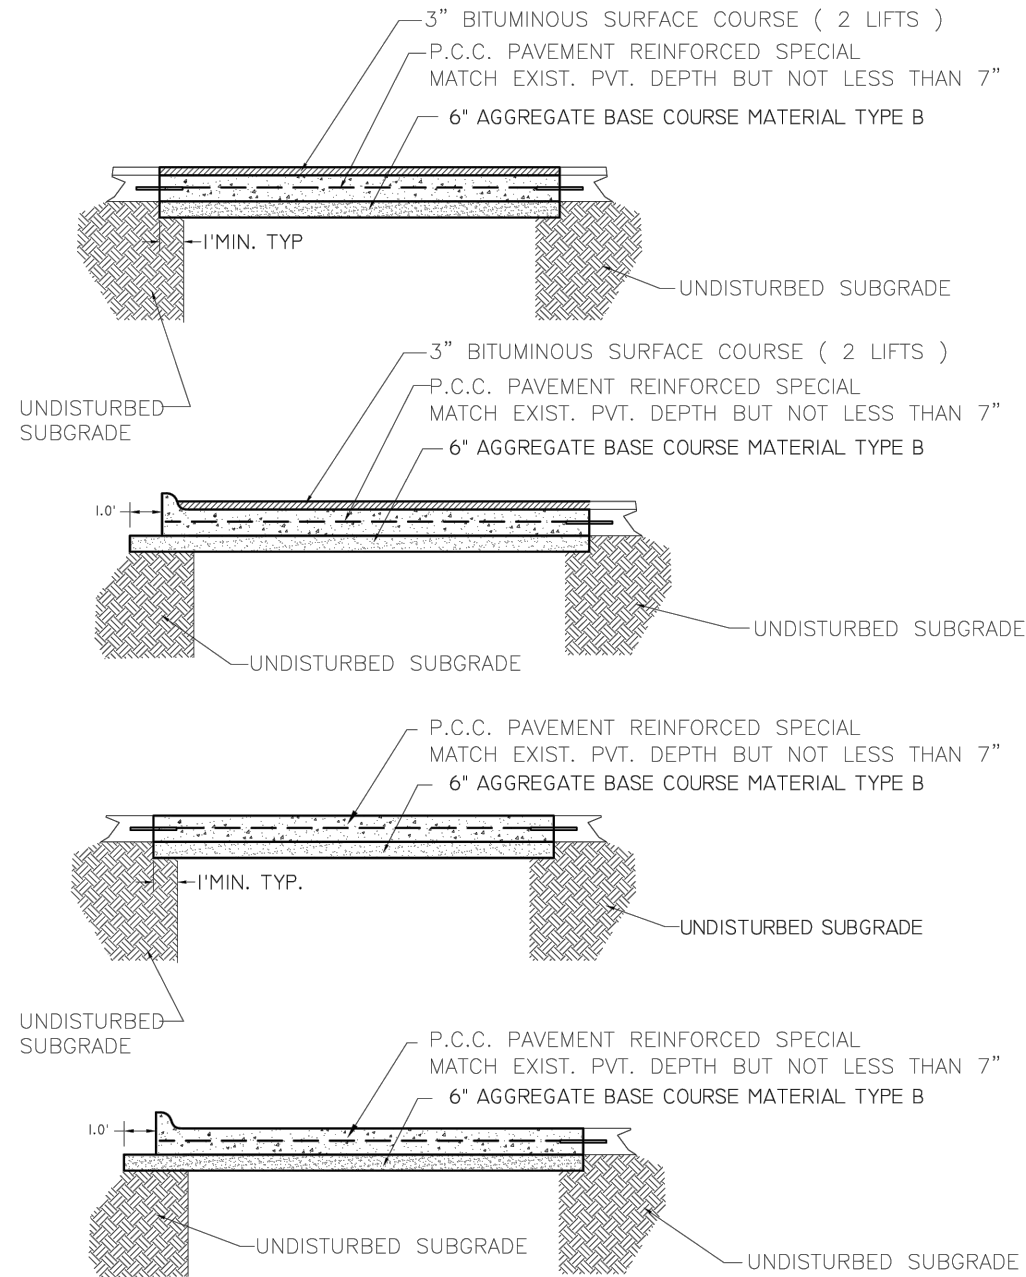 3” BITUMINOUS SURFACE COURSE ( 2 LIFTS )
P.C.C. PAVEMENT REINFORCED SPECIAL
MATCH EXIST. PVT. DEPTH BUT NOT LESS THAN 7”
6" AGGREGATE BASE COURSE MATERIAL TYPE B
1'MIN. TYP
UNDISTURBED SUBGRADE
UNDISTURBED
SUBGRADE
3” BITUMINOUS SURFACE COURSE ( 2 LIFTS )
P.C.C. PAVEMENT REINFORCED SPECIAL
MATCH EXIST. PVT. DEPTH BUT NOT LESS THAN 7”
6" AGGREGATE BASE COURSE MATERIAL TYPE B
1.0'
UNDISTURBED SUBGRADE
UNDISTURBED SUBGRADE
P.C.C. PAVEMENT REINFORCED SPECIAL
MATCH EXIST. PVT. DEPTH BUT NOT LESS THAN 7”
6" AGGREGATE BASE COURSE MATERIAL TYPE B
1'MIN. TYP.
UNDISTURBED SUBGRADE
UNDISTURBED
SUBGRADE
P.C.C. PAVEMENT REINFORCED SPECIAL
MATCH EXIST. PVT. DEPTH BUT NOT LESS THAN 7”
6" AGGREGATE BASE COURSE MATERIAL TYPE B
1.0'
UNDISTURBED SUBGRADE
UNDISTURBED SUBGRADE